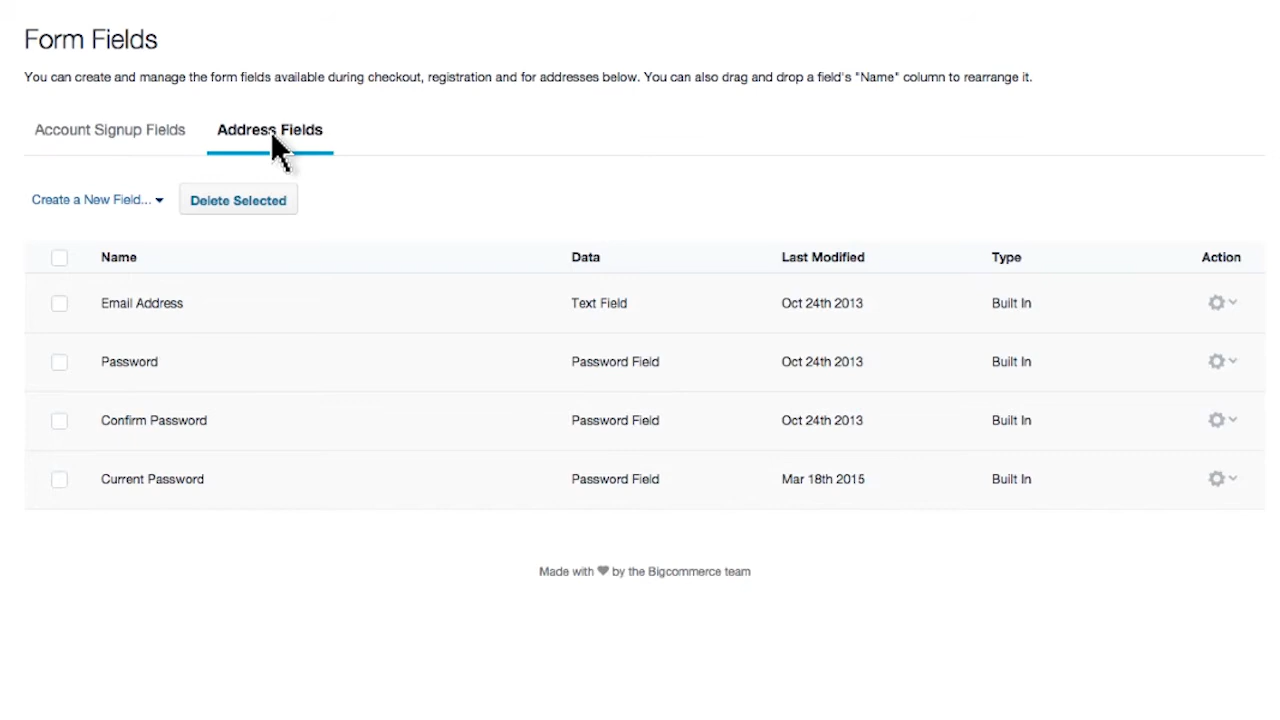 Form Fields
You can create and manage the form fields available during checkout, registration and for addresses below. You can also drag and drop a field's "Name" column to rearrange it.
Account Signup Fields Address Fields
Create a New Field... Delete Selected
Name Data Last Modified Type Action
Email Address Text Field Oct 24th 2013 Built In
Password Password Field Oct 24th 2013 Built In
Confirm Password Password Field Oct 24th 2013 Built In
Current Password Password Field Mar 18th 2015 Built In
Made with ♥ by the Bigcommerce team